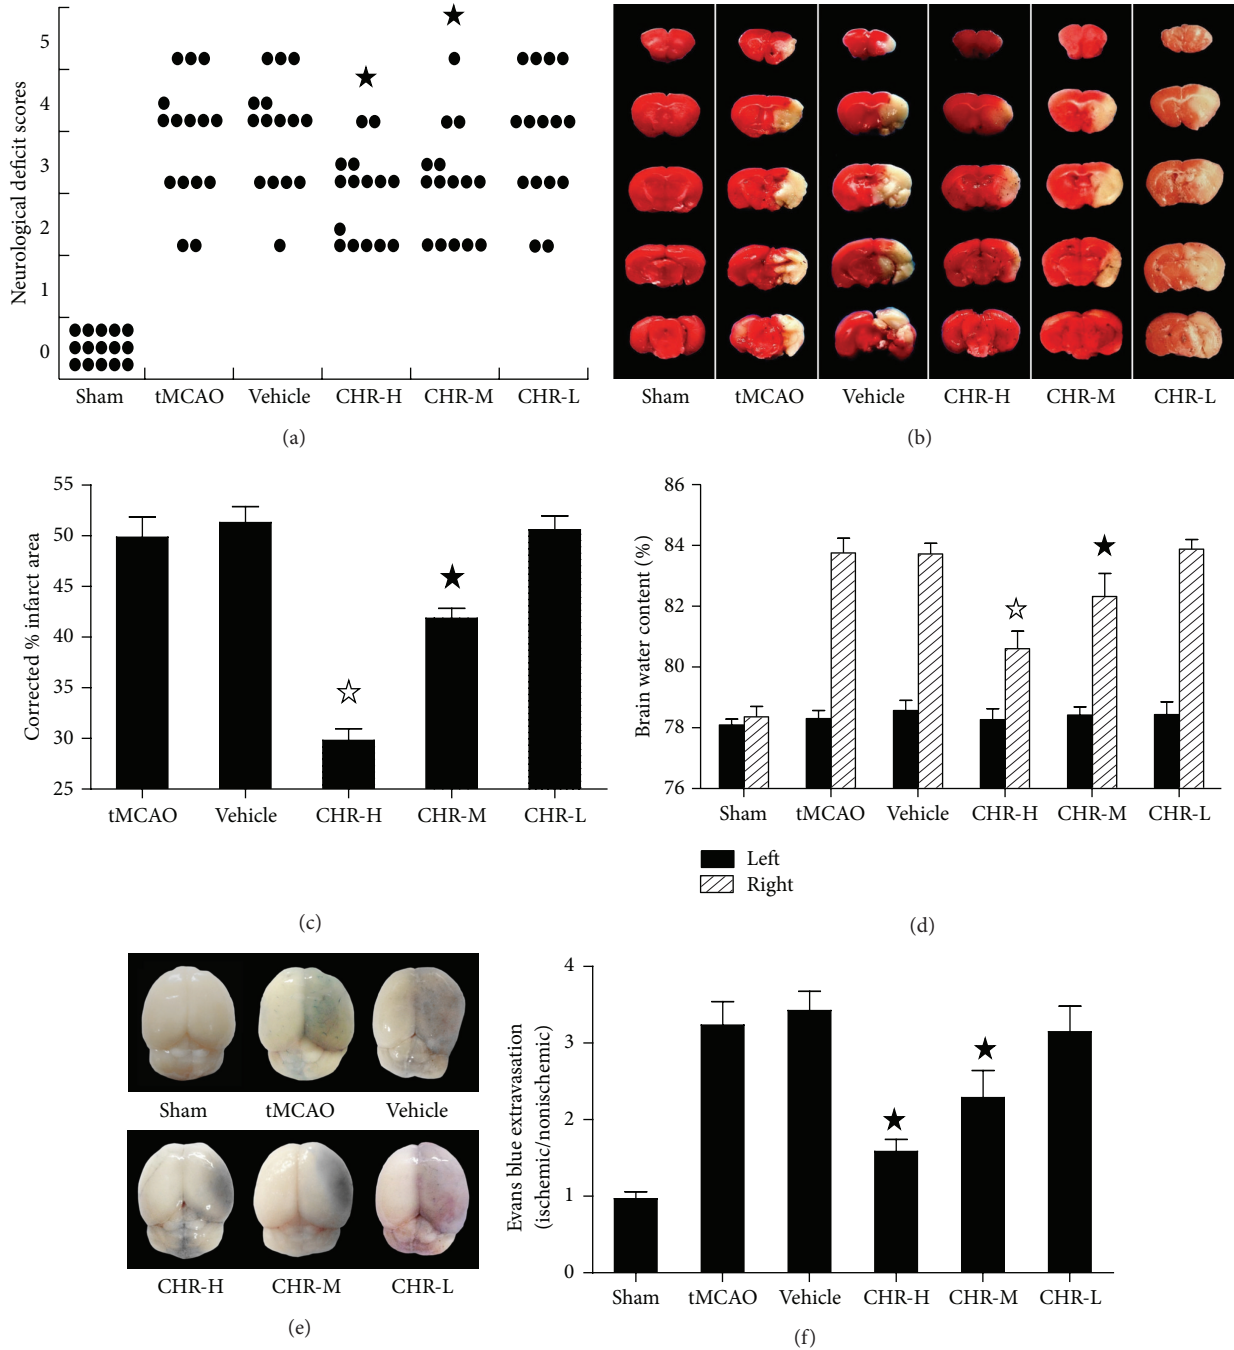 Neurological deficit scores
5
4
3
2
1
0
Sham tMCAO Vehicle CHR-H CHR-M CHR-L
(a)
Sham tMCAO Vehicle CHR-H CHR-M CHR-L
(b)
Corrected % infarct area
55
50
45
40
35
30
25
tMCAO Vehicle CHR-H CHR-M CHR-L
(c)
Brain water content (%)
86
84
82
80
78
76
Sham tMCAO Vehicle CHR-H CHR-M CHR-L
Left
Right
(d)
Sham tMCAO Vehicle
CHR-H CHR-M CHR-L
(e)
Evans blue extravasation
(ischemic/nonischemic)
4
3
2
1
0
Sham tMCAO Vehicle CHR-H CHR-M CHR-L
(f)